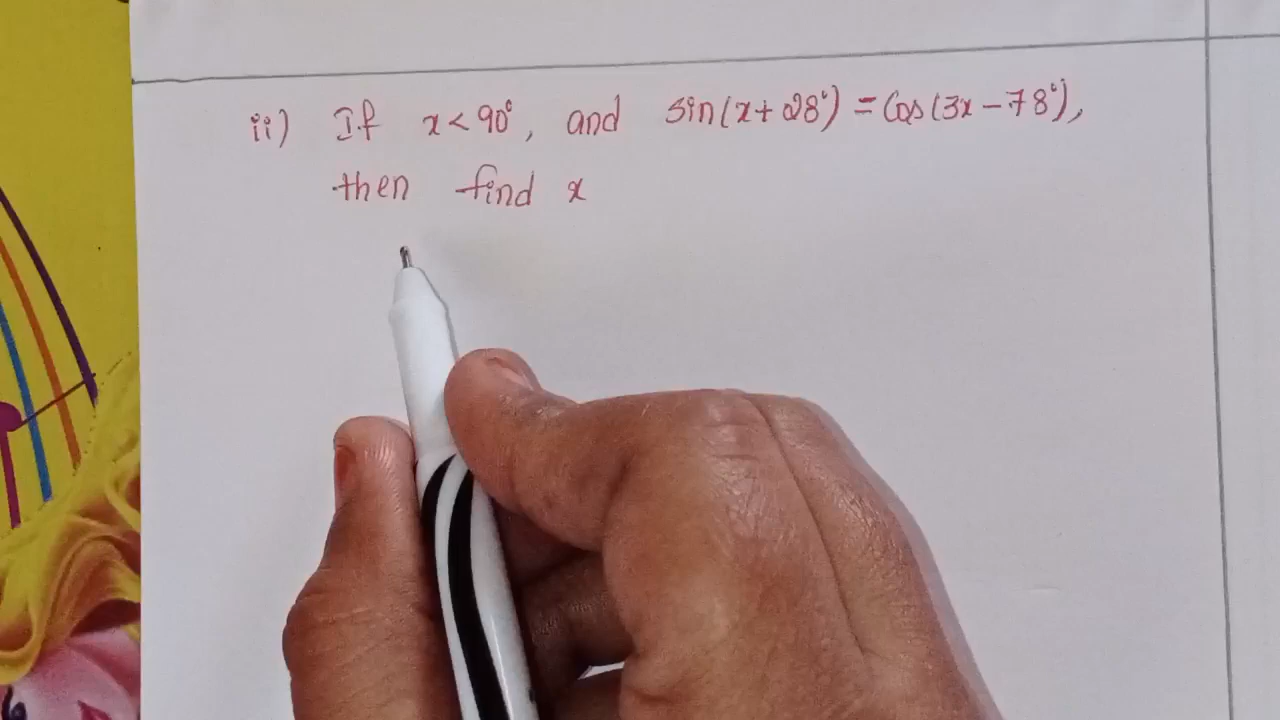 ii) If x < 90°, and sin(x + 28°) = Cos(3x - 78°),
then find x